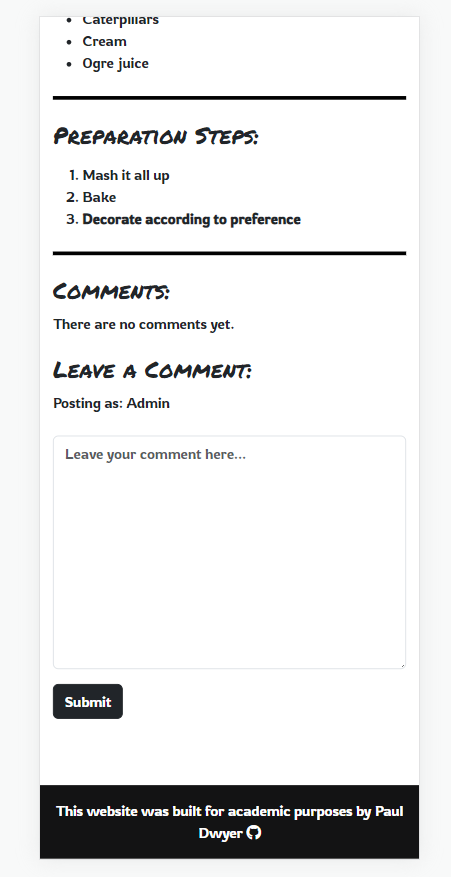 Caterpillars
Cream
Ogre juice
Preparation Steps:
1. Mash it all up
2. Bake
3. Decorate according to preference
Comments:
There are no comments yet.
Leave a Comment:
Posting as: Admin
Leave your comment here...
Submit
This website was built for academic purposes by Paul
Dwyer